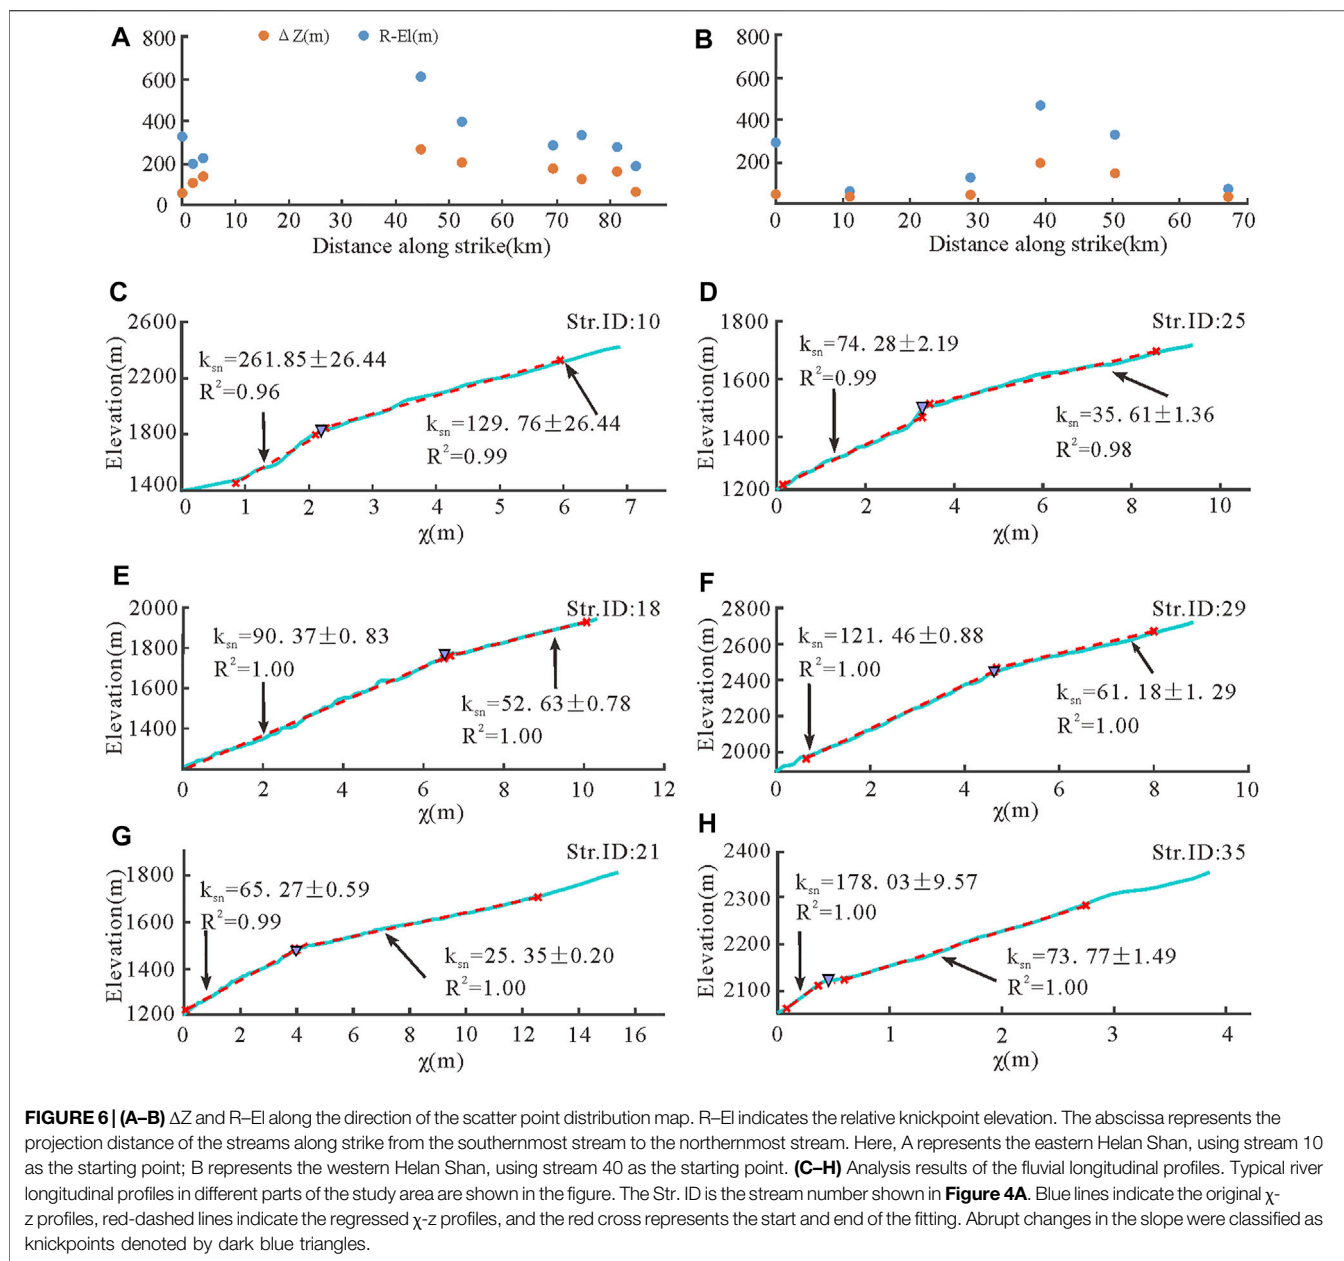 A
800
600
400
200
0
Δ Z(m)
R-El(m)
0 10 20 30 40 50 60 70 80
Distance along strike(km)
B
800
600
400
200
0
0 10 20 30 40 50 60 70
Distance along strike(km)
C
Elevation(m)
2600
2200
1800
1400
Str.ID:10
ksn=261.85±26.44
R²=0.96
ksn=129. 76±26.44
R²=0.99
1 2 3 4 5 6 7
χ(m)
D
Elevation(m)
1800
1600
1400
1200
Str.ID:25
ksn=74.28±2.19
R²=0.99
ksn=35.61±1.36
R²=0.98
0 2 4 6 8 10
χ(m)
E
Elevation(m)
2000
1800
1600
1400
Str.ID:18
ksn=90. 37±0. 83
R²=1.00
ksn=52. 63±0.78
R²=1.00
0 2 4 6 8 10 12
χ(m)
F
Elevation(m)
2800
2600
2400
2200
2000
Str.ID:29
ksn=121. 46±0.88
R²=1.00
ksn=61. 18±1. 29
R²=1.00
0 2 4 6 8 10
χ(m)
G
Elevation(m)
1800
1600
1400
1200
Str.ID:21
ksn=65.27±0.59
R²=0.99
ksn=25. 35±0.20
R²=1.00
0 2 4 6 8 10 12 14 16
χ(m)
H
Elevation(m)
2400
2300
2200
2100
Str.ID:35
ksn=178. 03±9.57
R²=1.00
ksn=73.77±1.49
R²=1.00
0 1 2 3 4
χ(m)
FIGURE 6 | (A–B) ΔZ and R–El along the direction of the scatter point distribution map. R–El indicates the relative knickpoint elevation. The abscissa represents the
projection distance of the streams along strike from the southernmost stream to the northernmost stream. Here, A represents the eastern Helan Shan, using stream 10
as the starting point; B represents the western Helan Shan, using stream 40 as the starting point. (C–H) Analysis results of the fluvial longitudinal profiles. Typical river
longitudinal profiles in different parts of the study area are shown in the figure. The Str. ID is the stream number shown in Figure 4A. Blue lines indicate the original χ-
z profiles, red-dashed lines indicate the regressed χ-z profiles, and the red cross represents the start and end of the fitting. Abrupt changes in the slope were classified as
knickpoints denoted by dark blue triangles.